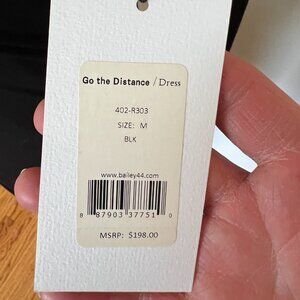 Go the Distance / Dress
402-R303
SIZE: M
BLK
www.bailey44.com
8 87903 37751 0
MSRP: $198.00